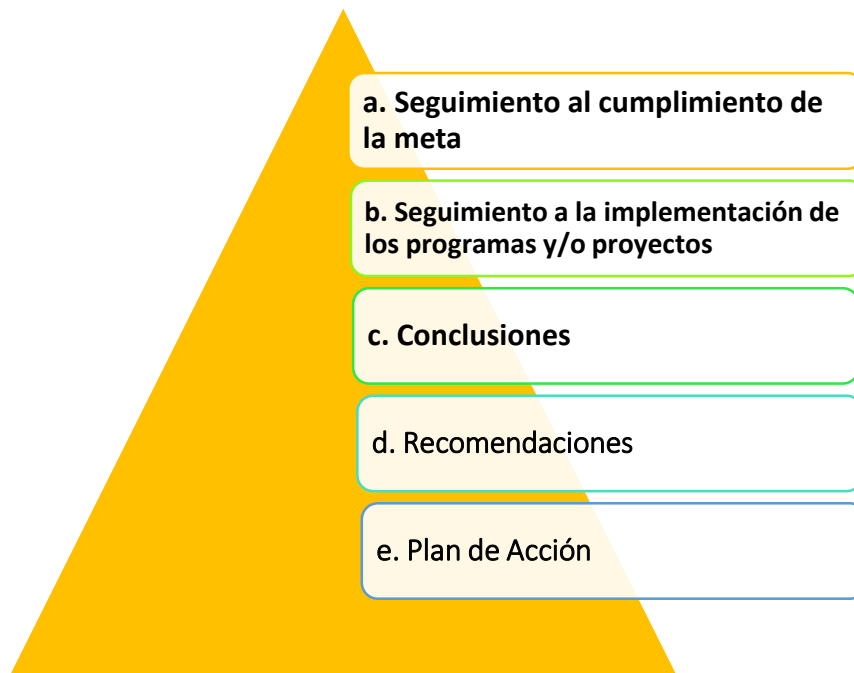 a. Seguimiento al cumplimiento de
la meta
b. Seguimiento a la implementación de
los programas y/o proyectos
c. Conclusiones
d. Recomendaciones
e. Plan de Acción